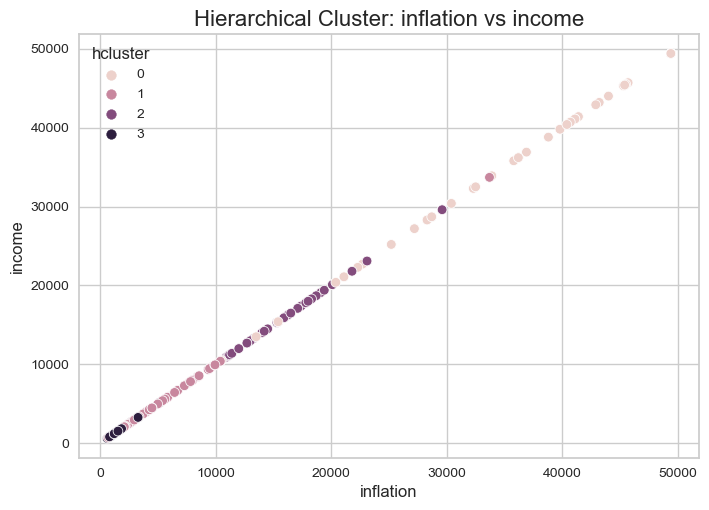 Hierarchical Cluster: inflation vs income
hcluster
0
1
2
3
50000
40000
30000
20000
10000
0
income
0 10000 20000 30000 40000 50000
inflation